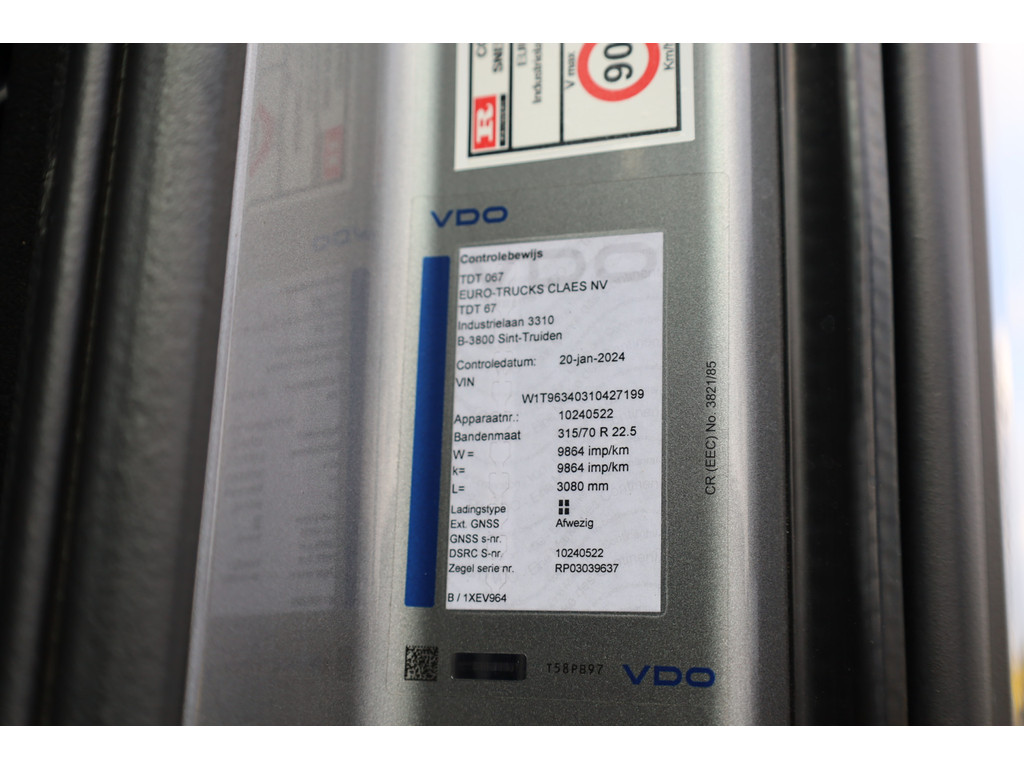 V max
90
Km/h
R
VDO
Controlebewijs
TDT 067
EURO-TRUCKS CLAES NV
TDT 67
Industrielaan 3310
B-3800 Sint-Truiden
Controledatum: 20-jan-2024
VIN
W1T96340310427199
Apparaatnr.: 10240522
Bandenmaat 315/70 R 22.5
W = 9864 imp/km
k= 9864 imp/km
L= 3080 mm
Ladingstype
Ext. GNSS Afwezig
GNSS s-nr. -
DSRC S-nr. 10240522
Zegel serie nr. RP03039637
B / 1XEV964
CR (EEC) No. 3821/85
T58PB97
VDO